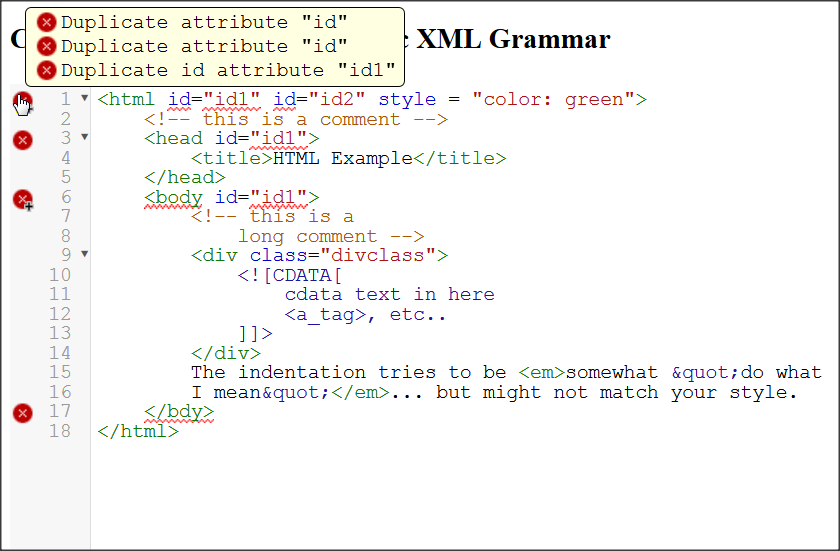 Duplicate attribute "id"
Duplicate attribute "id"
Duplicate id attribute "id1"
XML Grammar
1 <html id="id1" id="id2" style = "color: green">
2 <!-- this is a comment -->
3 <head id="id1">
4 <title>HTML Example</title>
5 </head>
6 <body id="id1">
7 <!-- this is a
8 long comment -->
9 <div class="divclass">
10 <![CDATA[
11 cdata text in here
12 <a_tag>, etc..
13 ]]>
14 </div>
15 The indentation tries to be <em>somewhat &quot;do what
16 I mean&quot;</em>... but might not match your style.
17 </bdy>
18 </html>